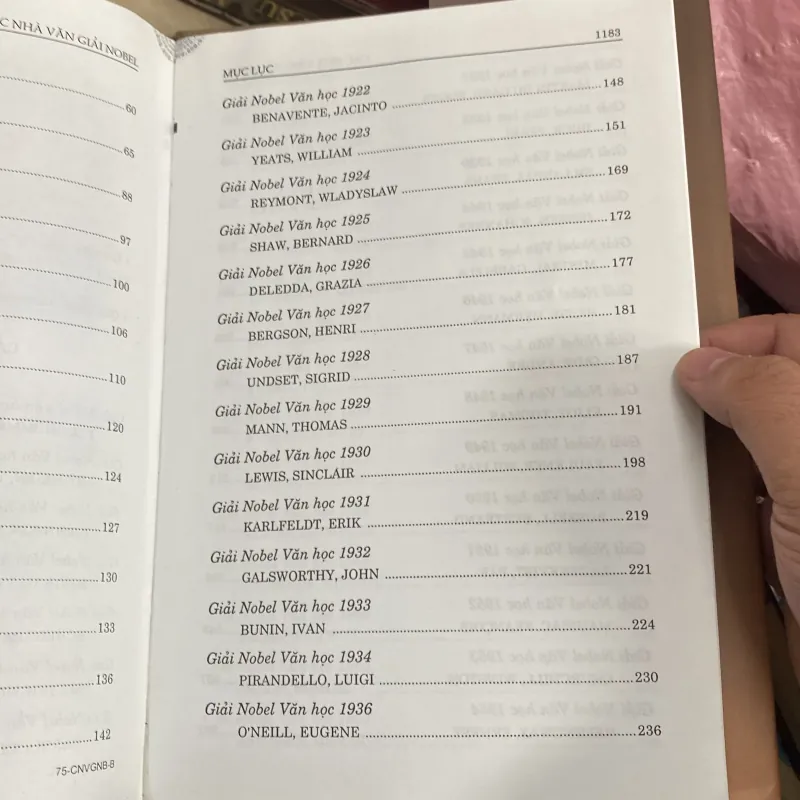 NHÀ VĂN GIẢI NOBEL
60
65
88
97
100
106
110
120
124
127
130
133
136
142
75-CNVGNB-8
MỤC LỤC 1183
Giải Nobel Văn học 1922
BENAVENTE, JACINTO 148
Giải Nobel Văn học 1923
YEATS, WILLIAM 151
Giải Nobel Văn học 1924
REYMONT, WLADYSLAW 169
Giải Nobel Văn học 1925
SHAW, BERNARD 172
Giải Nobel Văn học 1926
DELEDDA, GRAZIA 177
Giải Nobel Văn học 1927
BERGSON, HENRI 181
Giải Nobel Văn học 1928
UNDSET, SIGRID 187
Giải Nobel Văn học 1929
MANN, THOMAS 191
Giải Nobel Văn học 1930
LEWIS, SINCLAIR 198
Giải Nobel Văn học 1931
KARLFELDT, ERIK 219
Giải Nobel Văn học 1932
GALSWORTHY, JOHN 221
Giải Nobel Văn học 1933
BUNIN, IVAN 224
Giải Nobel Văn học 1934
PIRANDELLO, LUIGI 230
Giải Nobel Văn học 1936
O'NEILL, EUGENE 236